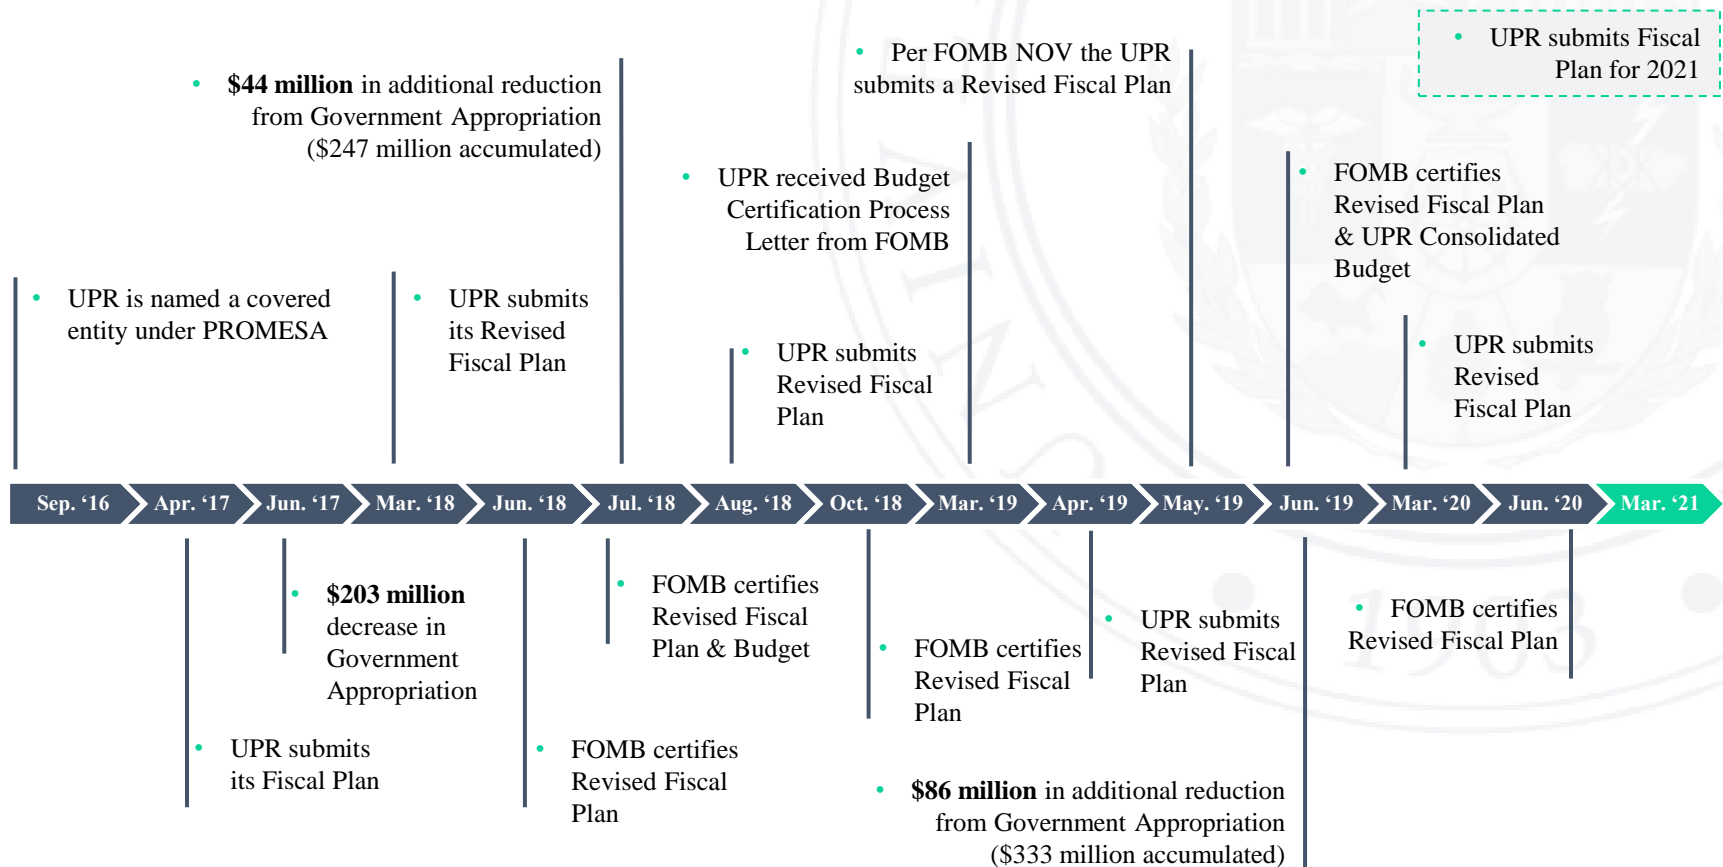 • UPR submits Fiscal
Plan for 2021
• Per FOMB NOV the UPR
submits a Revised Fiscal Plan
• $44 million in additional reduction
from Government Appropriation
($247 million accumulated)
• UPR received Budget
Certification Process
Letter from FOMB
• FOMB certifies
Revised Fiscal Plan
& UPR Consolidated
Budget
• UPR is named a covered
entity under PROMESA
• UPR submits
its Revised
Fiscal Plan
• UPR submits
Revised Fiscal
Plan
• UPR submits
Revised
Fiscal Plan
Sep. ‘16
Apr. ‘17
Jun. ‘17
Mar. ‘18
Jun. ‘18
Jul. ‘18
Aug. ‘18
Oct. ‘18
Mar. ‘19
Apr. ‘19
May. ‘19
Jun. ‘19
Mar. ‘20
Jun. ‘20
Mar. ‘21
• $203 million
decrease in
Government
Appropriation
• FOMB certifies
Revised Fiscal
Plan & Budget
• FOMB certifies
Revised Fiscal
Plan
• UPR submits
Revised Fiscal
Plan
• FOMB certifies
Revised Fiscal Plan
• UPR submits
its Fiscal Plan
• FOMB certifies
Revised Fiscal
Plan
• $86 million in additional reduction
from Government Appropriation
($333 million accumulated)
1903